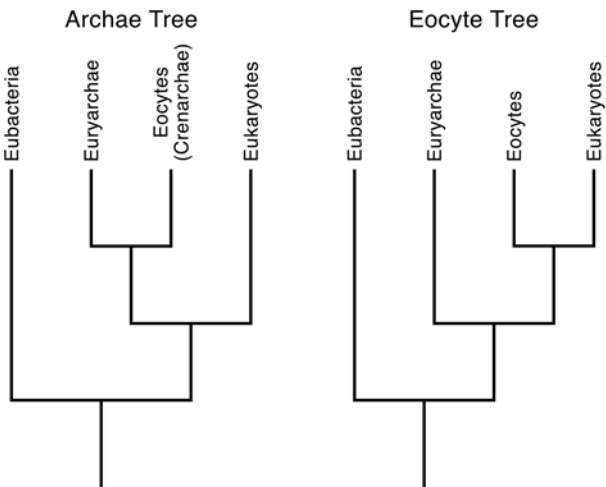 Archae Tree
Eubacteria
Euryarchae
Eocytes
(Crenarchae)
Eukaryotes
Eocyte Tree
Eubacteria
Euryarchae
Eocytes
Eukaryotes